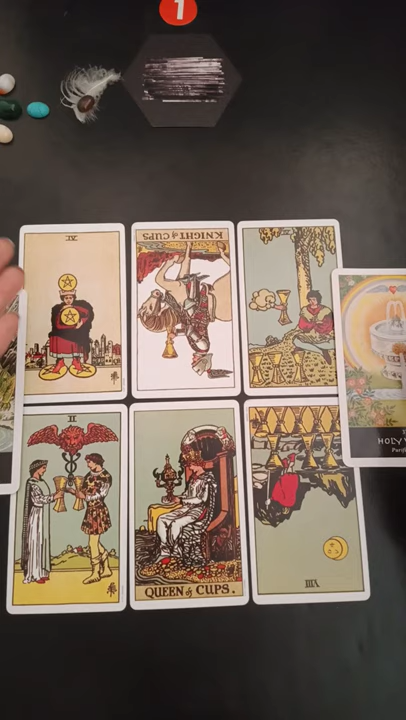 1
IV
KNIGHT of CUPS.
HOLY
II
QUEEN of CUPS.
VIII